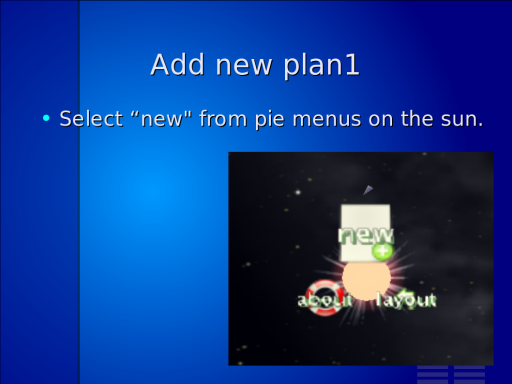 Add new plan1
• Select “new" from pie menus on the sun.
new
about layout